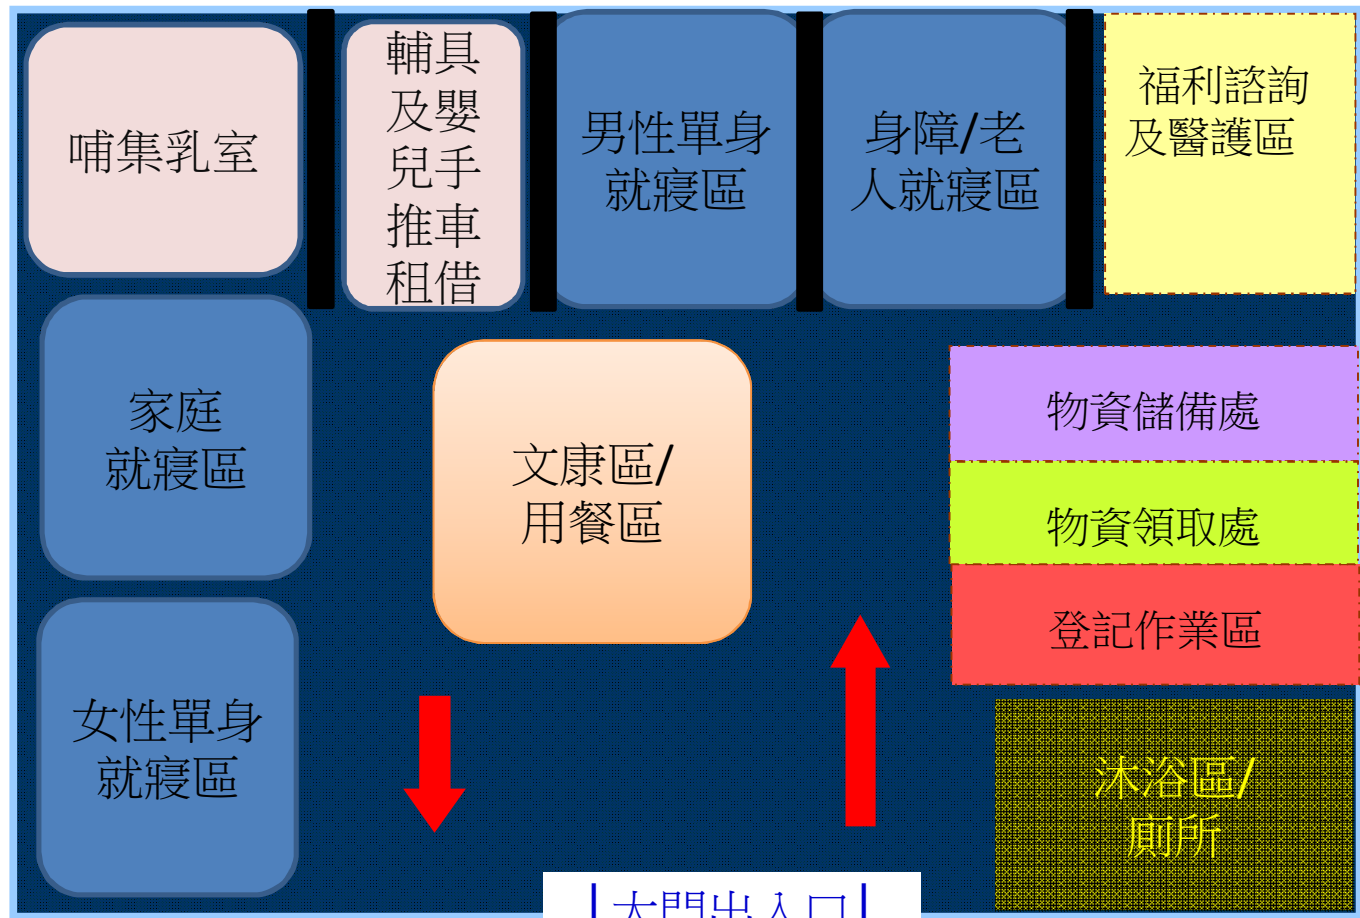 哺集乳室
輔具
及嬰
兒手
推車
租借
男性單身
就寢區
身障/老
人就寢區
福利諮詢
及醫護區
家庭
就寢區
文康區/
用餐區
物資儲備處
物資領取處
登記作業區
女性單身
就寢區
沐浴區/
廁所
大門出入口